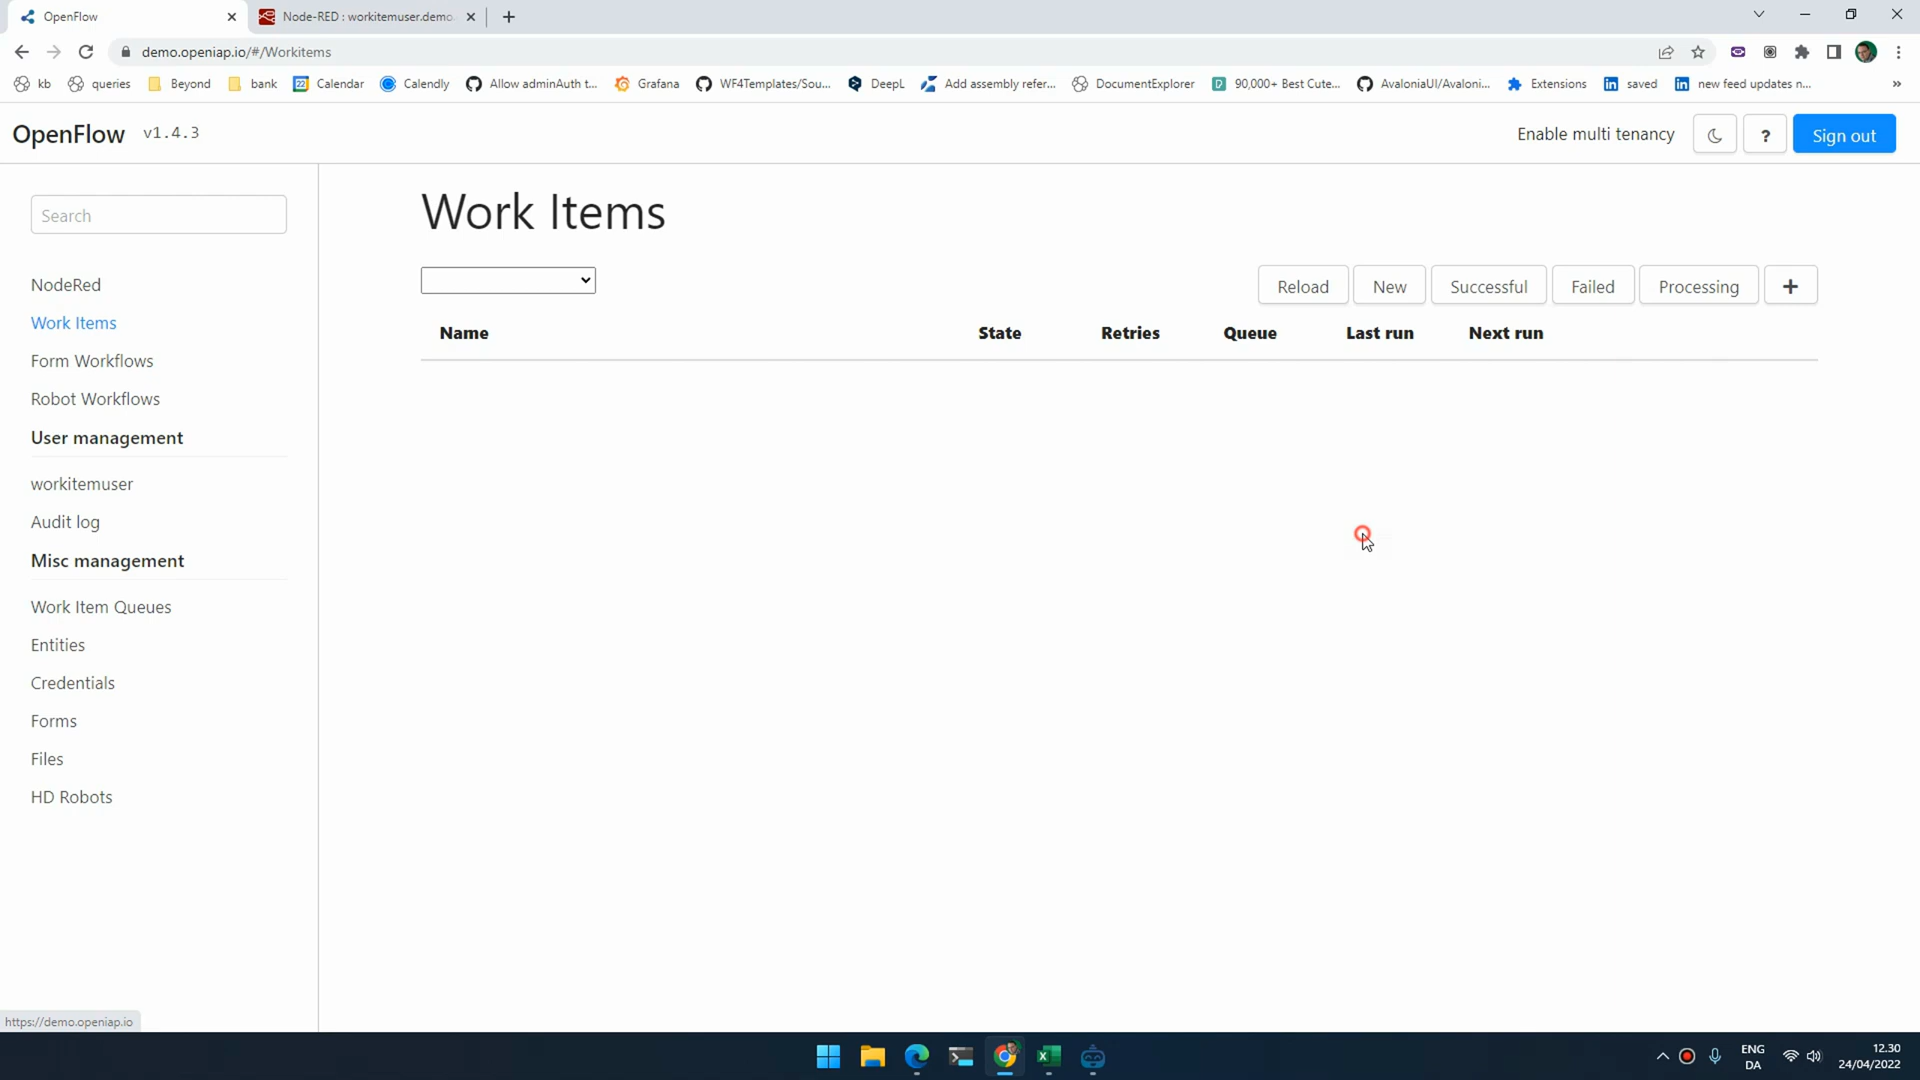 OpenFlow
Node-RED : workitemuser.demo.
demo.openiap.io/#/Workitems
kb
queries
Beyond
bank
22
Calendar
Calendly
Allow adminAuth t...
Grafana
WF4Templates/Sou...
DeepL
Add assembly refer...
DocumentExplorer
90,000+ Best Cute...
AvaloniaUI/Avaloni...
Extensions
saved
new feed updates n...
»
OpenFlow v1.4.3
Enable multi tenancy
?
Sign out
Search
NodeRed
Work Items
Form Workflows
Robot Workflows
User management
workitemuser
Audit log
Misc management
Work Item Queues
Entities
Credentials
Forms
Files
HD Robots
Work Items
Reload
New
Successful
Failed
Processing
+
Name State Retries Queue Last run Next run
https://demo.openiap.io
ENG
DA
12.30
24/04/2022